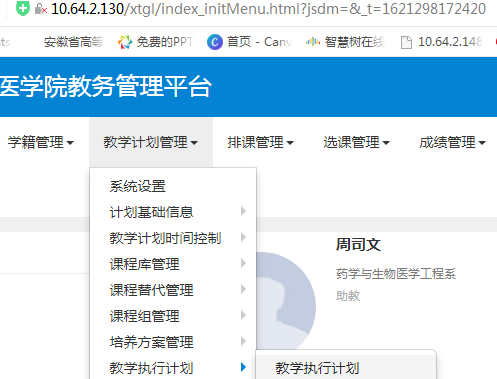 10.64.2.130/xtgl/index_initMenu.html?jsdm=&_t=1621298172420
安徽省高等 免费的PPT 首页 - Canv 智慧树在线 10.64.2.148
医学院教务管理平台
学籍管理 教学计划管理 排课管理 选课管理 成绩管理
系统设置
计划基础信息
教学计划时间控制
周司文
课程库管理
药学与生物医学工程系
课程替代管理
助教
课程组管理
培养方案管理
教学执行计划 教学执行计划